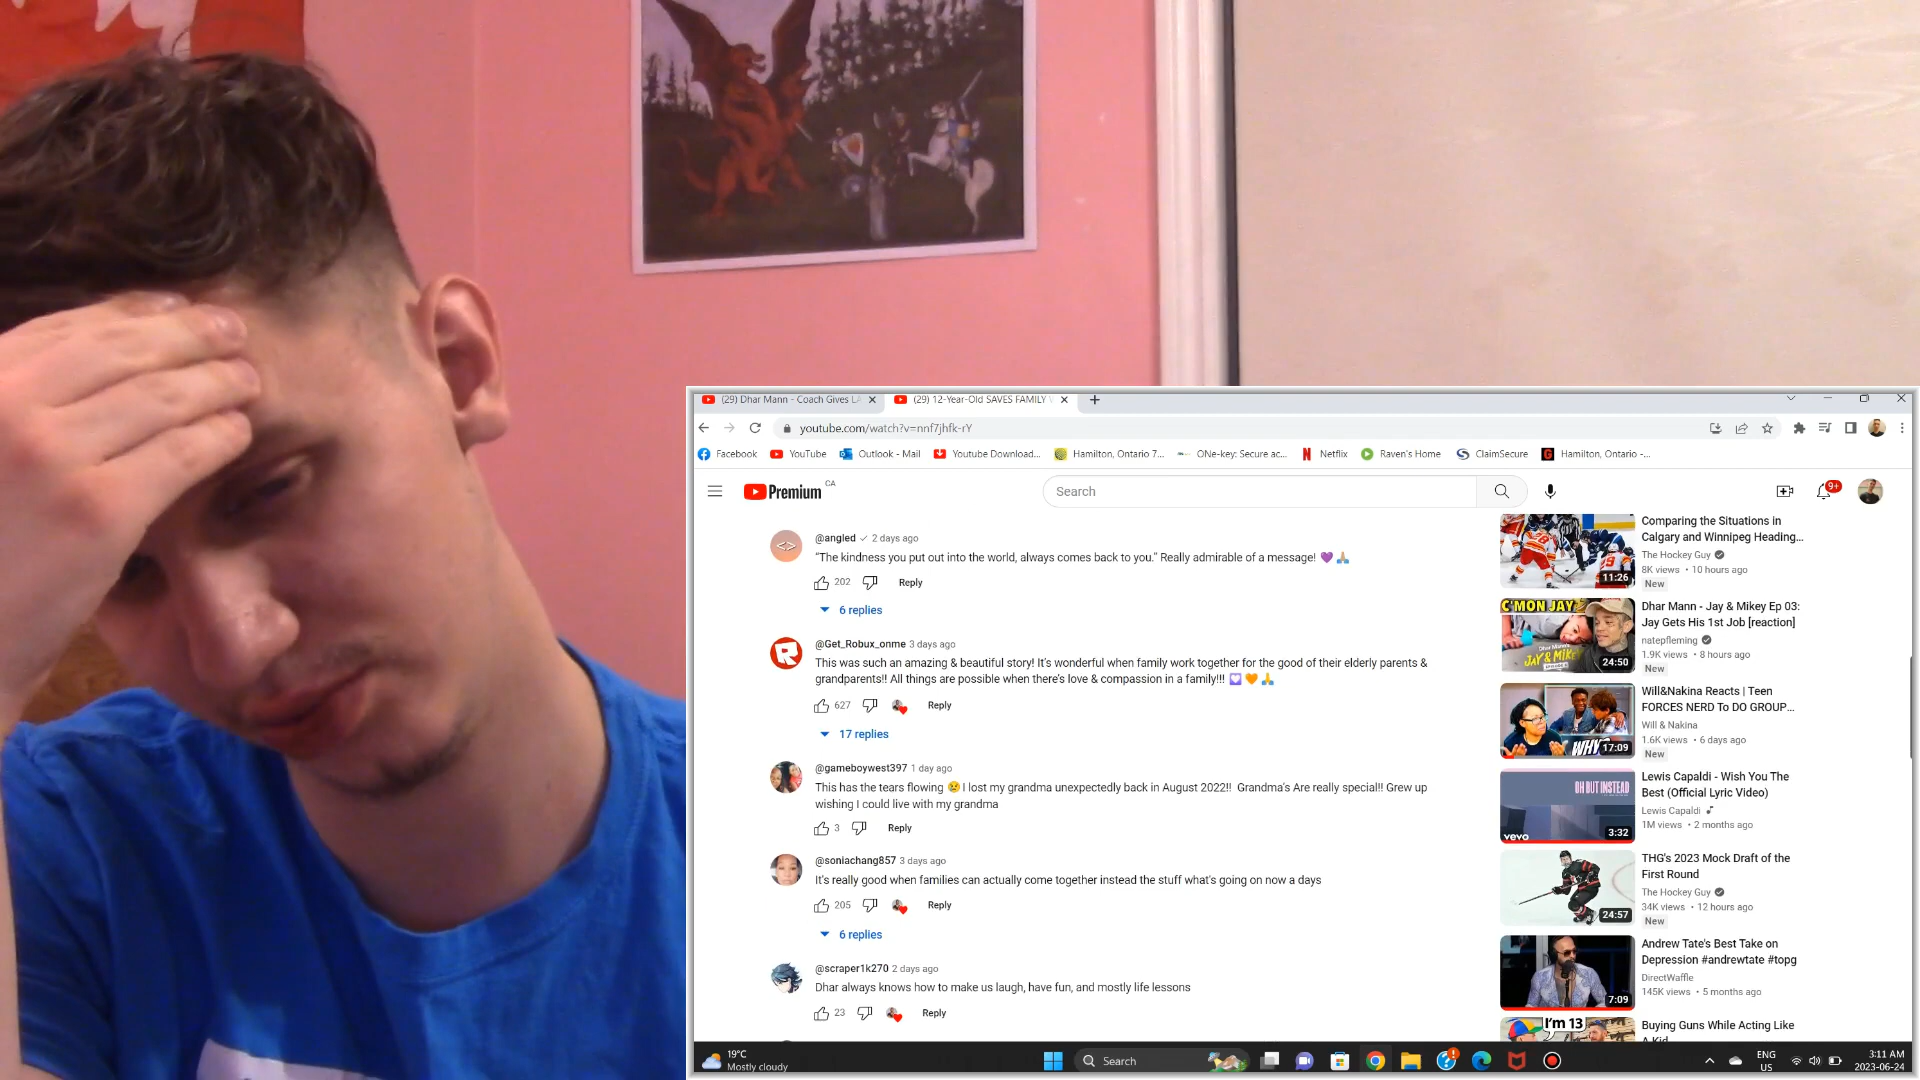 (29) Dhar Mann - Coach Gives LA
(29) 12-Year-Old SAVES FAMILY
youtube.com/watch?v=nnf7jhfk-rY
Facebook YouTube Outlook - Mail Youtube Download... Hamilton, Ontario 7... ONe-key: Secure ac... Netflix Raven's Home ClaimSecure Hamilton, Ontario -...
Premium CA
Search
9+
@angled 2 days ago
“The kindness you put out into the world, always comes back to you.” Really admirable of a message! 💜🙏
202 Reply
6 replies
@Get_Robux_onme 3 days ago
This was such an amazing & beautiful story! It’s wonderful when family work together for the good of their elderly parents &
grandparents!! All things are possible when there’s love & compassion in a family!!! 💟🧡🙏
627 Reply
17 replies
@gameboywest397 1 day ago
This has the tears flowing 😢 I lost my grandma unexpectedly back in August 2022!! Grandma's Are really special!! Grew up
wishing I could live with my grandma
3 Reply
@soniachang857 3 days ago
It's really good when families can actually come together instead the stuff what's going on now a days
205 Reply
6 replies
@scraper1k270 2 days ago
Dhar always knows how to make us laugh, have fun, and mostly life lessons
23 Reply
11:26
Comparing the Situations in
Calgary and Winnipeg Heading...
The Hockey Guy
8K views • 10 hours ago
New
C'MON JAY
Dhar Mann
JAY & MIKEY
24:50
Dhar Mann - Jay & Mikey Ep 03:
Jay Gets His 1st Job [reaction]
natepfleming
1.9K views • 8 hours ago
New
WHY
17:09
Will&Nakina Reacts | Teen
FORCES NERD To DO GROUP...
Will & Nakina
1.6K views • 6 days ago
New
OH BUT INSTEAD
vevo
3:32
Lewis Capaldi - Wish You The
Best (Official Lyric Video)
Lewis Capaldi
1M views • 2 months ago
24:57
THG's 2023 Mock Draft of the
First Round
The Hockey Guy
34K views • 12 hours ago
New
7:09
Andrew Tate's Best Take on
Depression #andrewtate #topg
DirectWaffle
145K views • 5 months ago
I'm 13
Buying Guns While Acting Like
A Kid
19°C
Mostly cloudy
Search
ENG
US
3:11 AM
2023-06-24